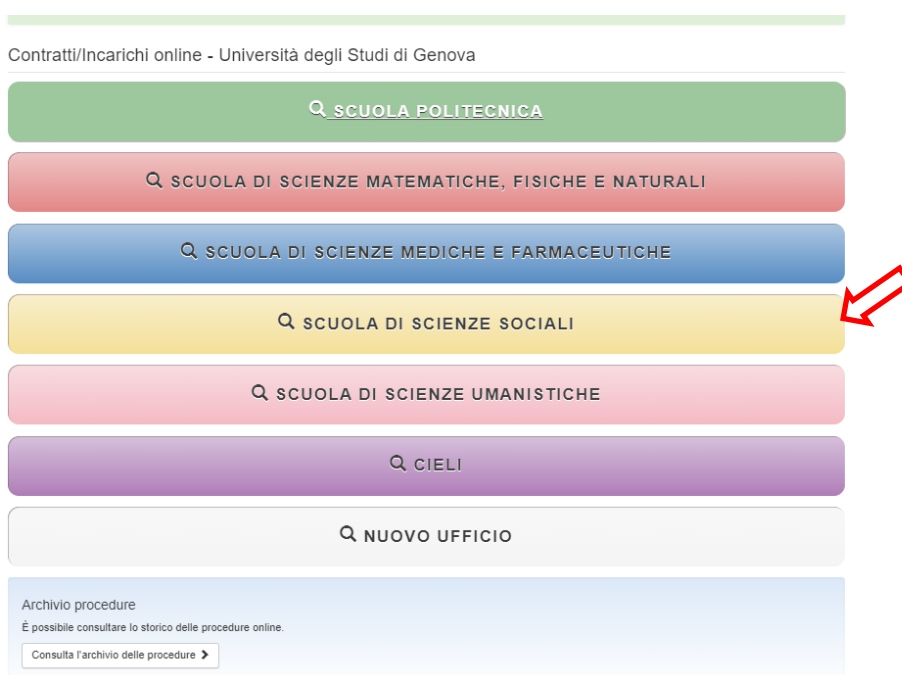 Contratti/Incarichi online - Università degli Studi di Genova
SCUOLA POLITECNICA
SCUOLA DI SCIENZE MATEMATICHE, FISICHE E NATURALI
SCUOLA DI SCIENZE MEDICHE E FARMACEUTICHE
SCUOLA DI SCIENZE SOCIALI
SCUOLA DI SCIENZE UMANISTICHE
CIELI
NUOVO UFFICIO
Archivio procedure
È possibile consultare lo storico delle procedure online.
Consulta l'archivio delle procedure